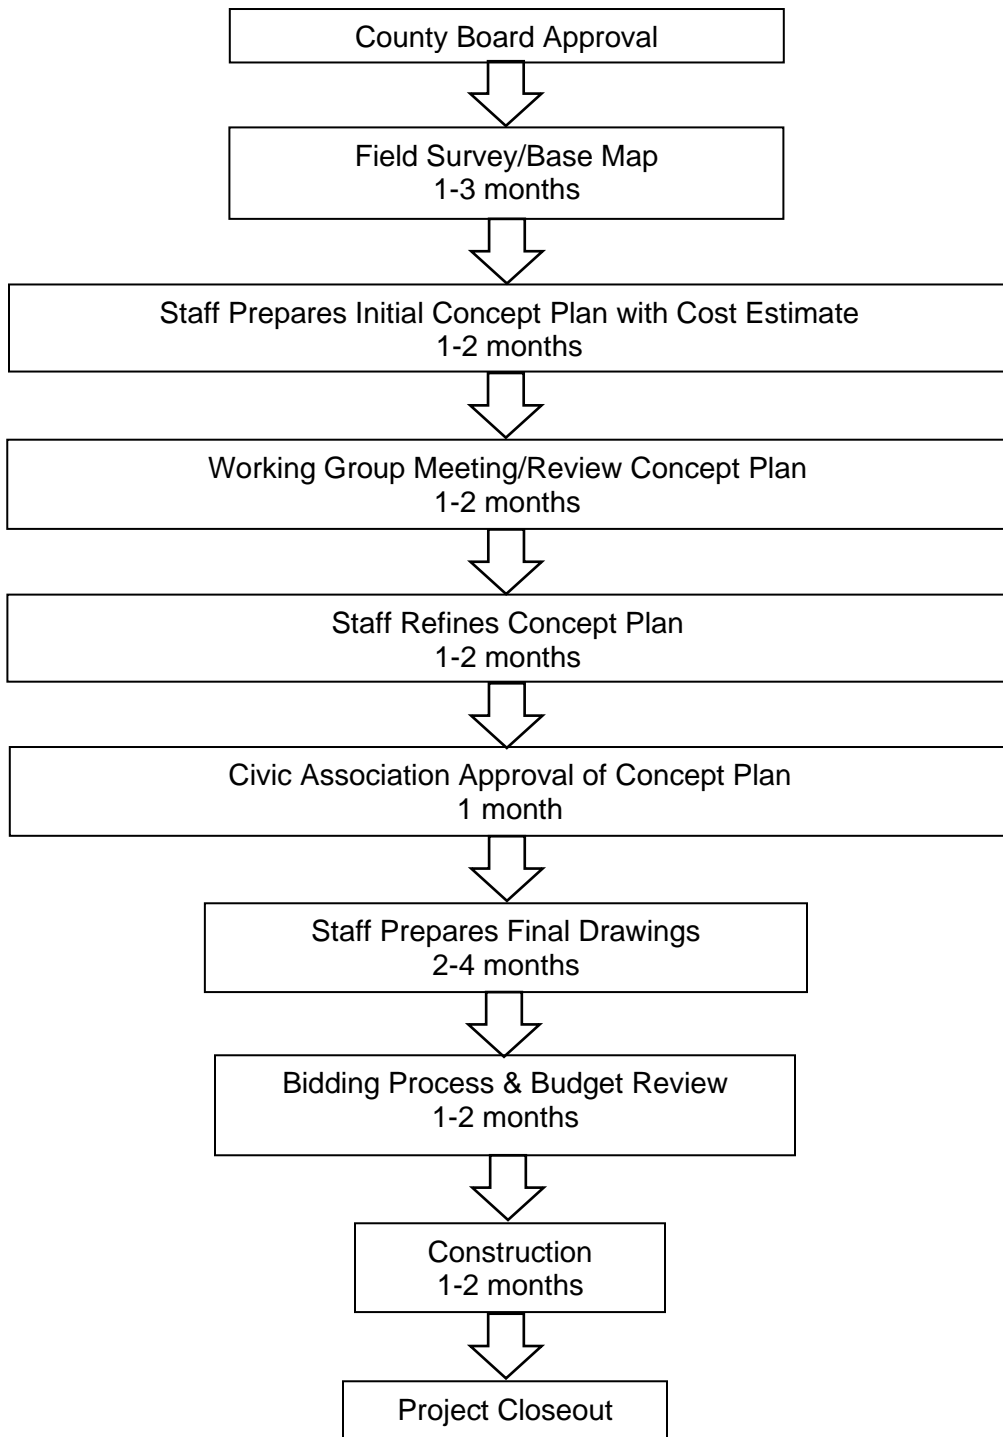 County Board Approval
Field Survey/Base Map
1-3 months
Staff Prepares Initial Concept Plan with Cost Estimate
1-2 months
Working Group Meeting/Review Concept Plan
1-2 months
Staff Refines Concept Plan
1-2 months
Civic Association Approval of Concept Plan
1 month
Staff Prepares Final Drawings
2-4 months
Bidding Process & Budget Review
1-2 months
Construction
1-2 months
Project Closeout